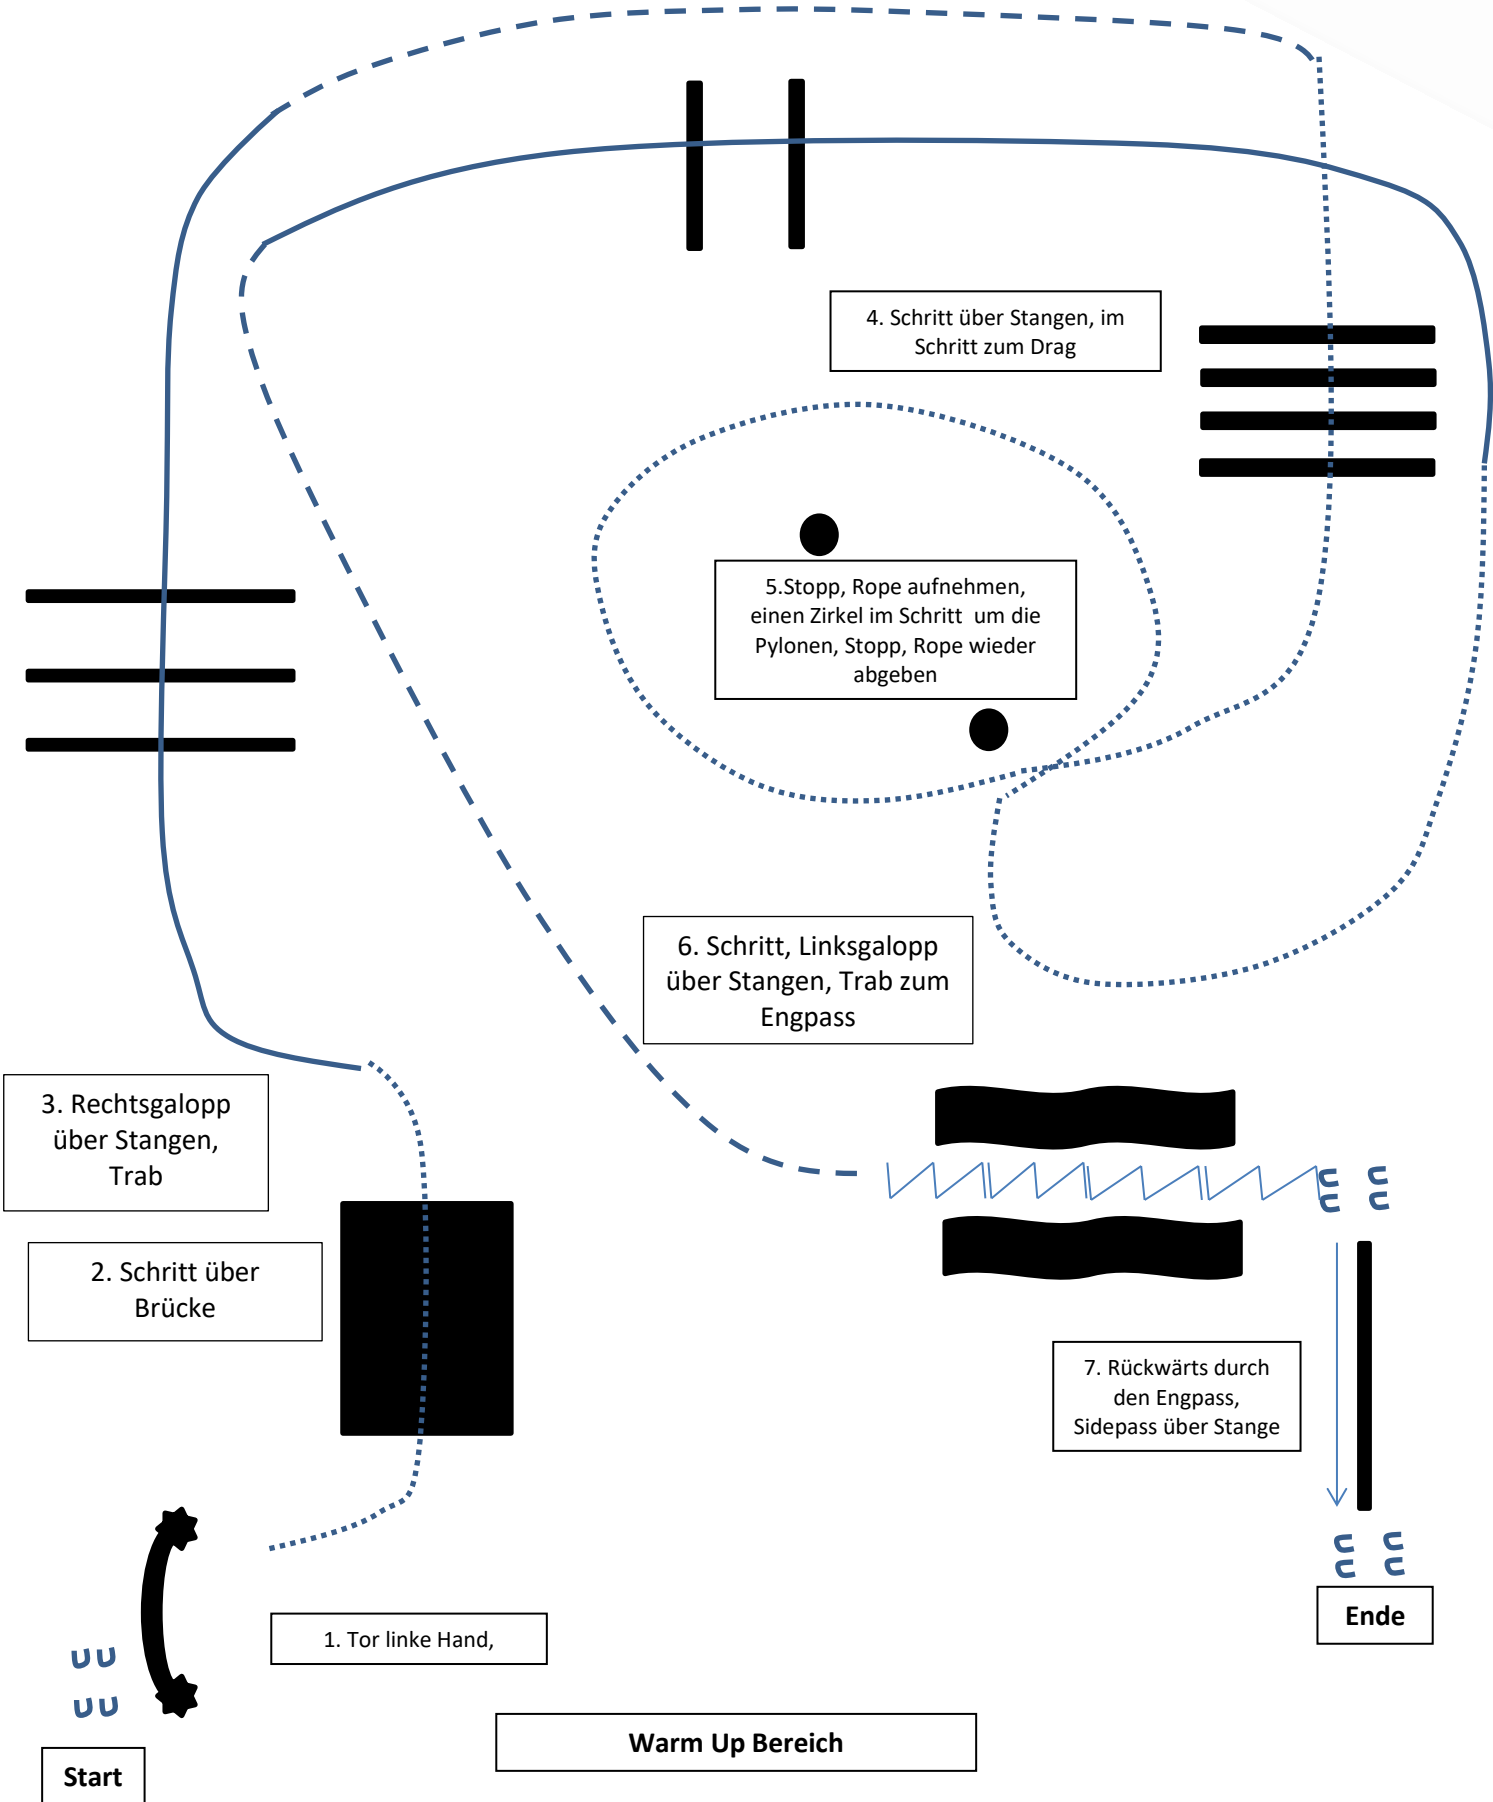 4. Schritt über Stangen, im
Schritt zum Drag
5.Stopp, Rope aufnehmen,
einen Zirkel im Schritt um die
Pylonen, Stopp, Rope wieder
abgeben
6. Schritt, Linksgalopp
über Stangen, Trab zum
Engpass
3. Rechtsgalopp
über Stangen,
Trab
2. Schritt über
Brücke
7. Rückwärts durch
den Engpass,
Sidepass über Stange
Ende
1. Tor linke Hand,
Warm Up Bereich
Start